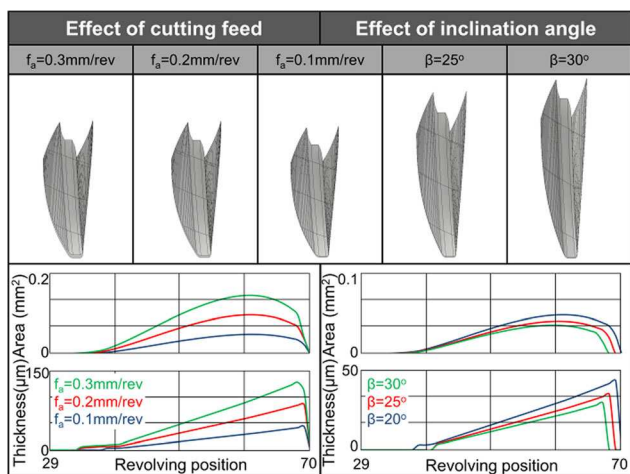 Effect of cutting feed
Effect of inclination angle
fₐ=0.3mm/rev
fₐ=0.2mm/rev
fₐ=0.1mm/rev
β=25°
β=30°
0.2
Area (mm²)
0
150
Thickness(μm)
0
fₐ=0.3mm/rev
fₐ=0.2mm/rev
fₐ=0.1mm/rev
29
Revolving position
70
0.1
Area (mm²)
0
50
Thickness(μm)
0
β=30°
β=25°
β=20°
29
Revolving position
70